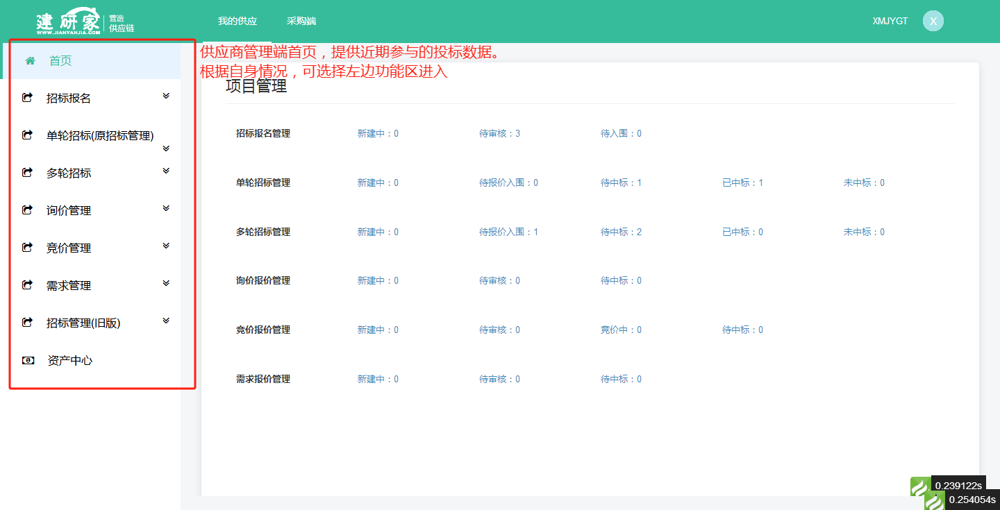 建研家 营造
WWW.JIANYANJIA.COM 供应链
我的供应 采购端 XMJYGT X
供应商管理端首页，提供近期参与的投标数据。
根据自身情况，可选择左边功能区进入
首页
招标报名
单轮招标(原招标管理)
多轮招标
询价管理
竞价管理
需求管理
招标管理(旧版)
资产中心
项目管理
招标报名管理 新建中：0 待审核：3 待入围：0
单轮招标管理 新建中：0 待报价入围：0 待中标：1 已中标：1 未中标：0
多轮招标管理 新建中：0 待报价入围：1 待中标：2 已中标：0 未中标：0
询价报价管理 新建中：0 待审核：0 待中标：0
竞价报价管理 新建中：0 待审核：0 竞价中：0 待中标：0
需求报价管理 新建中：0 待审核：0 待中标：0
0.239122s
0.254054s